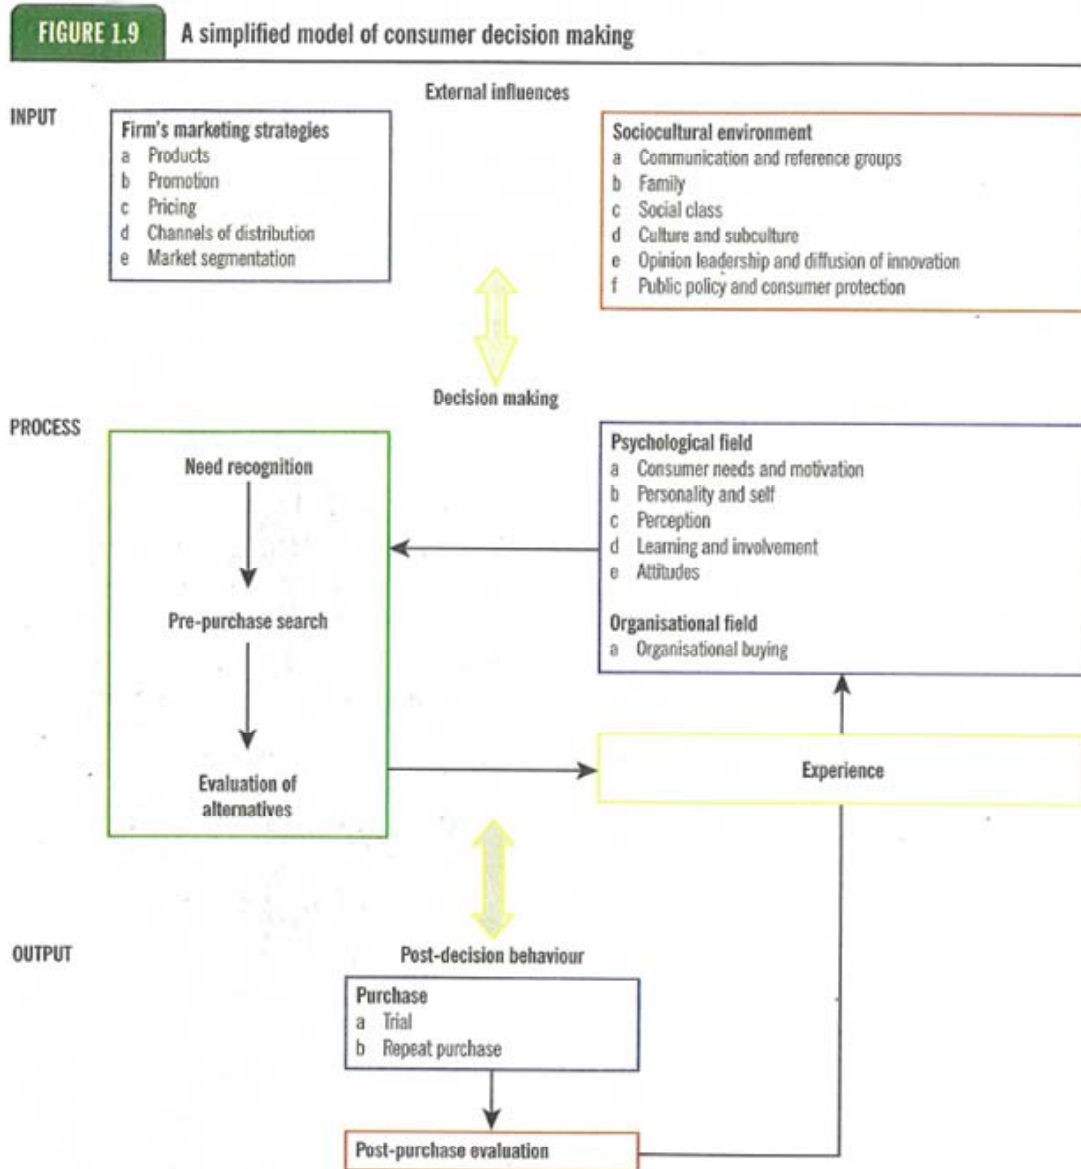 FIGURE 1.9
A simplified model of consumer decision making
External influences
INPUT
Firm's marketing strategies
a Products
b Promotion
c Pricing
d Channels of distribution
e Market segmentation
Sociocultural environment
a Communication and reference groups
b Family
c Social class
d Culture and subculture
e Opinion leadership and diffusion of innovation
f Public policy and consumer protection
Decision making
PROCESS
Need recognition
Pre-purchase search
Evaluation of
alternatives
Psychological field
a Consumer needs and motivation
b Personality and self
c Perception
d Learning and involvement
e Attitudes
Organisational field
a Organisational buying
Experience
OUTPUT
Post-decision behaviour
Purchase
a Trial
b Repeat purchase
Post-purchase evaluation